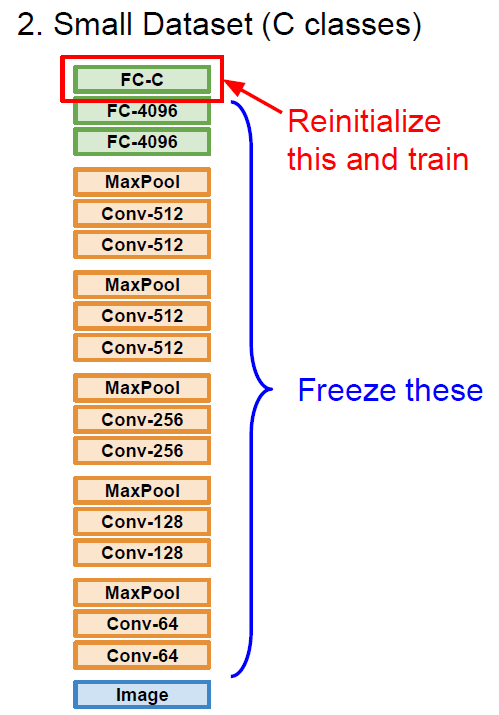 2. Small Dataset (C classes)
FC-C
FC-4096
FC-4096
MaxPool
Conv-512
Conv-512
MaxPool
Conv-512
Conv-512
MaxPool
Conv-256
Conv-256
MaxPool
Conv-128
Conv-128
MaxPool
Conv-64
Conv-64
Image
Reinitialize
this and train
Freeze these